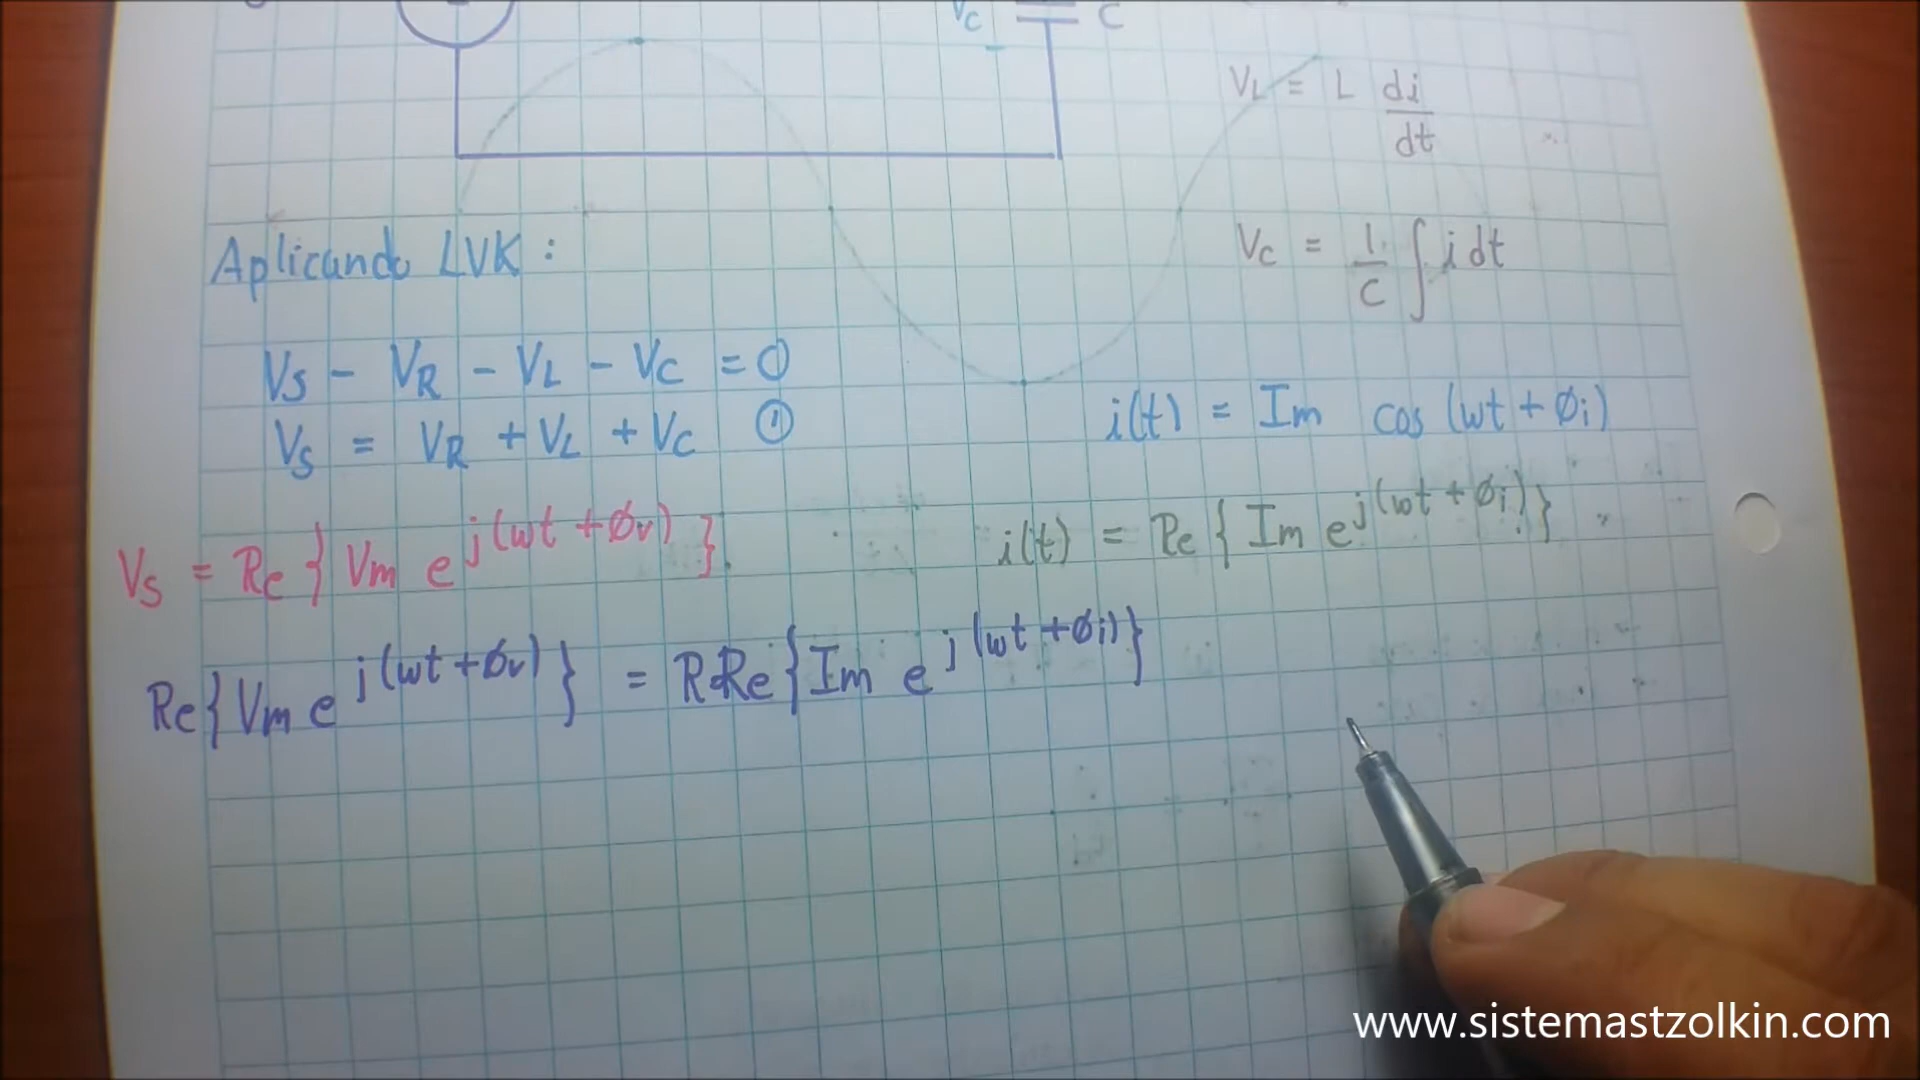 Vc C
VL = L di/dt
Aplicando LVK :
Vc = 1/C ∫ i dt
Vs - VR - VL - Vc = 0
Vs = VR + VL + Vc ①
i(t) = Im cos (wt + Øi)
Vs = Re { Vm e^j(wt + Øv) }
i(t) = Re { Im e^j(wt + Øi) }
Re{ Vm e^j(wt + Øv) } = R Re{ Im e^j(wt + Øi) }
www.sistemastzolkin.com